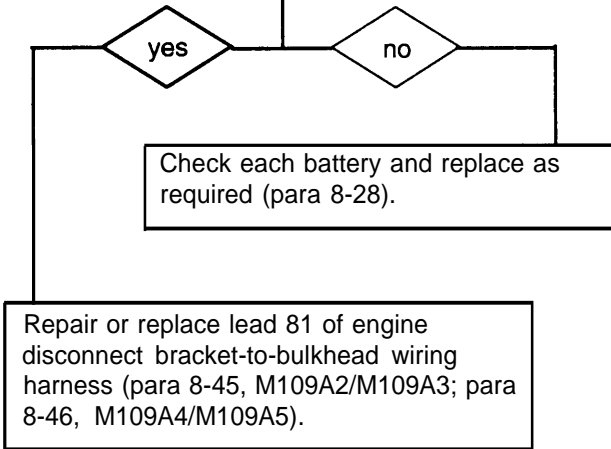 yes
no
Check each battery and replace as
required (para 8-28).
Repair or replace lead 81 of engine
disconnect bracket-to-bulkhead wiring
harness (para 8-45, M109A2/M109A3; para
8-46, M109A4/M109A5).